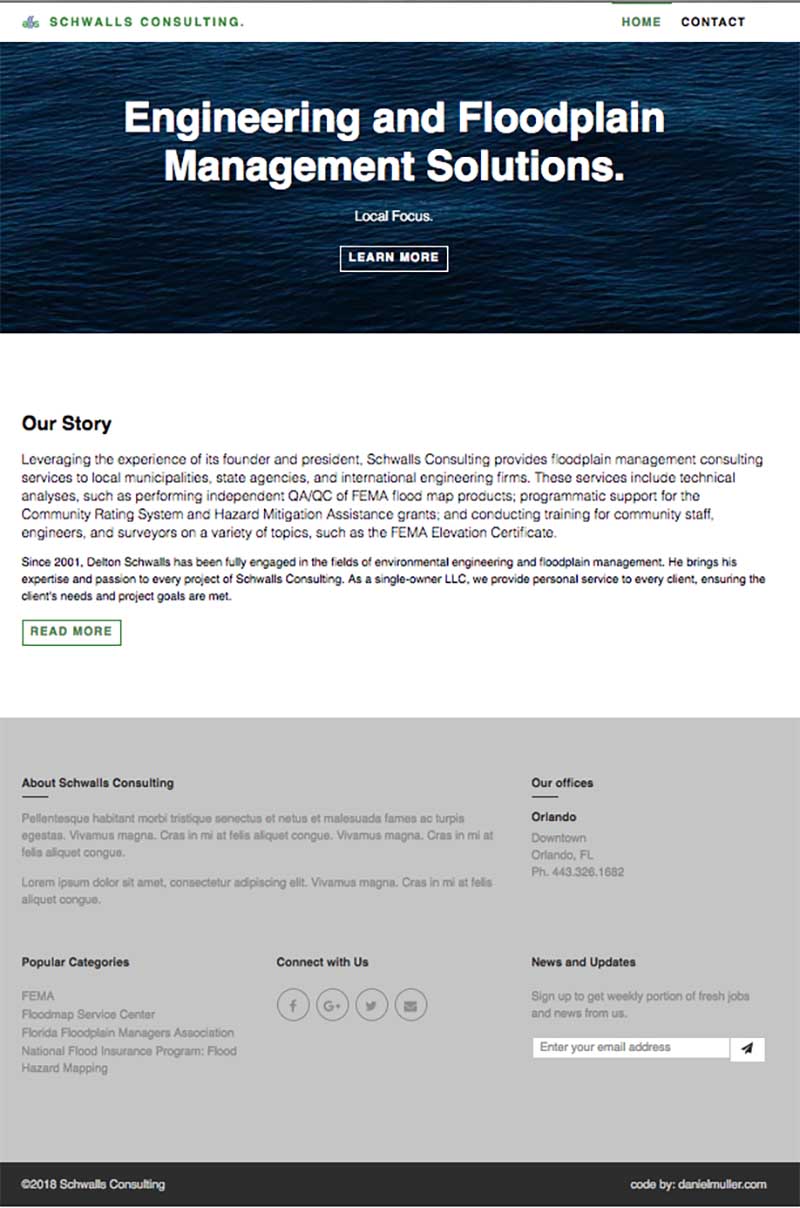 SCHWALLS CONSULTING.
HOME CONTACT
Engineering and Floodplain
Management Solutions.
Local Focus.
LEARN MORE
Our Story
Leveraging the experience of its founder and president, Schwalls Consulting provides floodplain management consulting
services to local municipalities, state agencies, and international engineering firms. These services include technical
analyses, such as performing independent QA/QC of FEMA flood map products; programmatic support for the
Community Rating System and Hazard Mitigation Assistance grants; and conducting training for community staff,
engineers, and surveyors on a variety of topics, such as the FEMA Elevation Certificate.
Since 2001, Delton Schwalls has been fully engaged in the fields of environmental engineering and floodplain management. He brings his
expertise and passion to every project of Schwalls Consulting. As a single-owner LLC, we provide personal service to every client, ensuring the
client's needs and project goals are met.
READ MORE
About Schwalls Consulting
Pellentesque habitant morbi tristique senectus et netus et malesuada fames ac turpis
egestas. Vivamus magna. Cras in mi at felis aliquet congue. Vivamus magna. Cras in mi at
felis aliquet congue.
Lorem ipsum dolor sit amet, consectetur adipiscing elit. Vivamus magna. Cras in mi at felis
aliquet congue.
Our offices
Orlando
Downtown
Orlando, FL
Ph. 443.326.1682
Popular Categories
FEMA
Floodmap Service Center
Florida Floodplain Managers Association
National Flood Insurance Program: Flood
Hazard Mapping
Connect with Us
News and Updates
Sign up to get weekly portion of fresh jobs
and news from us.
Enter your email address
©2018 Schwalls Consulting
code by: danielmuller.com